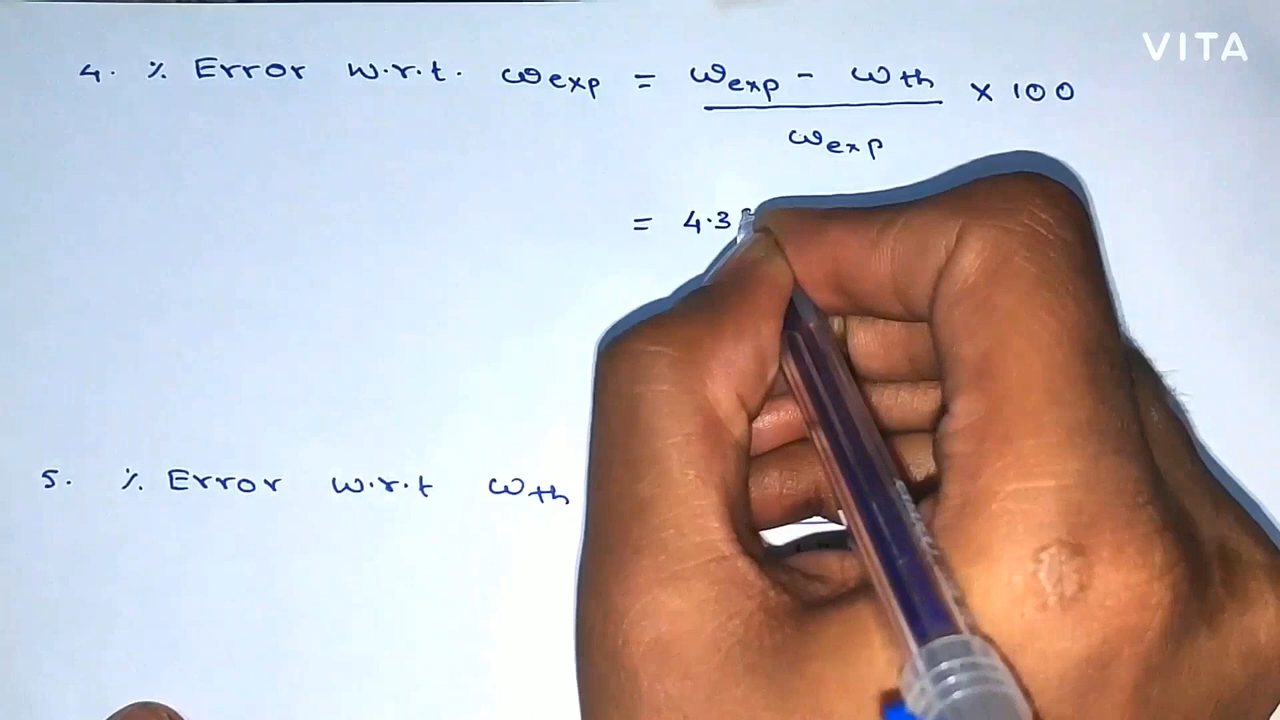 VITA
4. % Error w.r.t. ωexp = ωexp - ωth / ωexp × 100
= 4.3
5. % Error w.r.t ωth